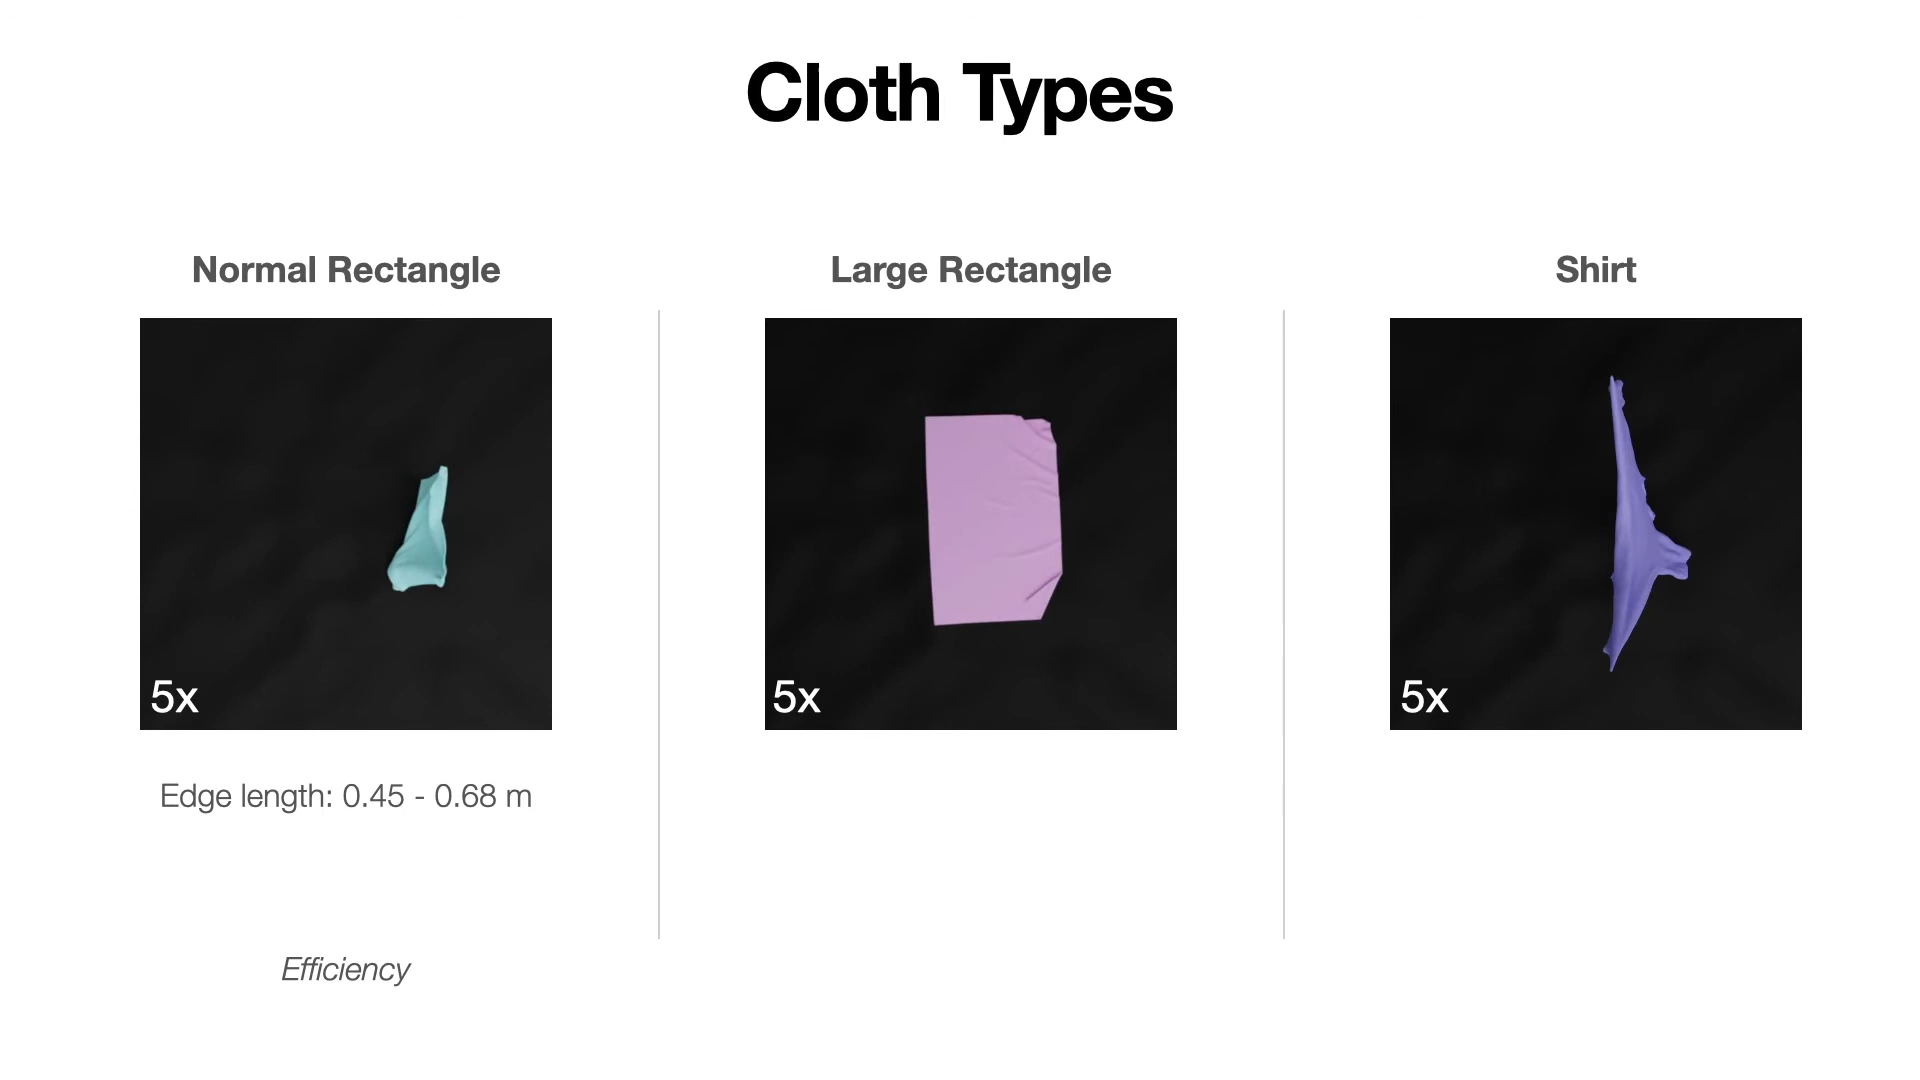 Cloth Types
Normal Rectangle
5x
Edge length: 0.45 - 0.68 m
Efficiency
Large Rectangle
5x
Shirt
5x